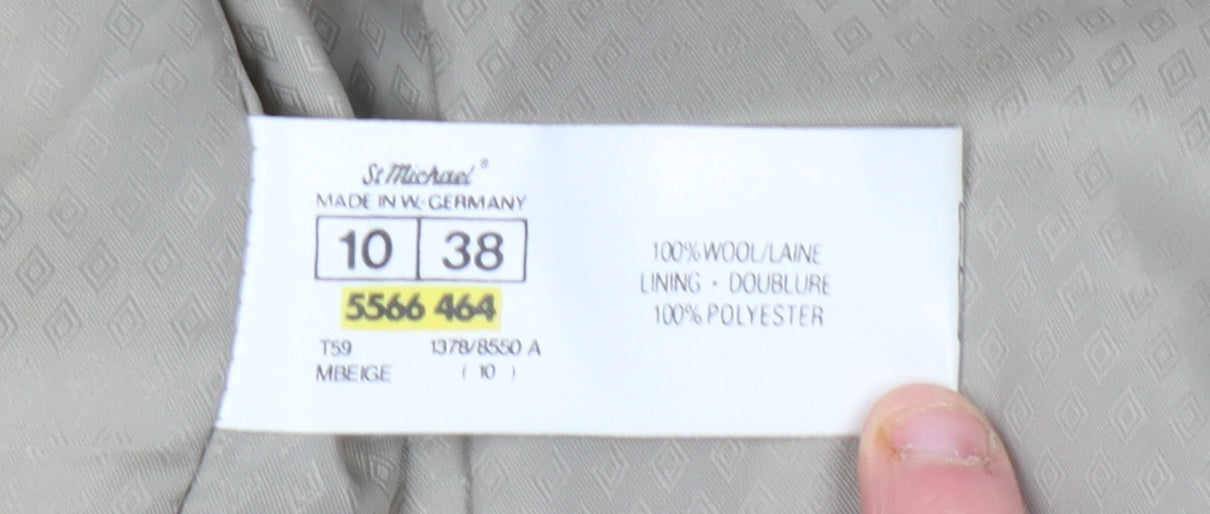 St Michael®
MADE IN W. GERMANY
10 38
5566 464
T59 1378/8550 A
MBEIGE ( 10 )
100% WOOL/LAINE
LINING • DOUBLURE
100% POLYESTER